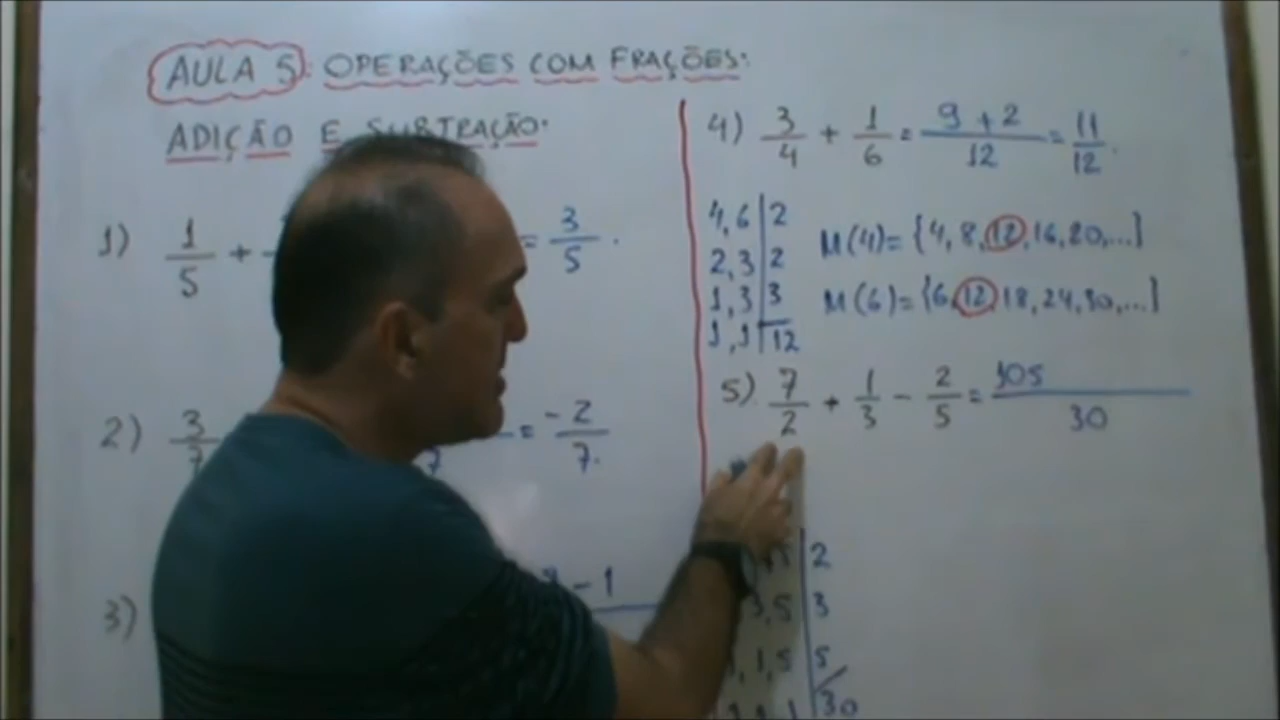 AULA 5: OPERAÇÕES COM FRAÇÕES.
ADIÇÃO E SUBTRAÇÃO.
1) 1/5 + = 3/5.
2) 3/7 /7 = -2/7.
3) - 1
4) 3/4 + 1/6 = 9+2/12 = 11/12.
4,6|2
2,3|2
1,3|3
1,1|12
M(4)={4,8,12,16,20,...}
M(6)={6,12,18,24,30,...}
5) 7/2 + 1/3 - 2/5 = 105/30
|2
3,5|3
1,1,5|5
|30